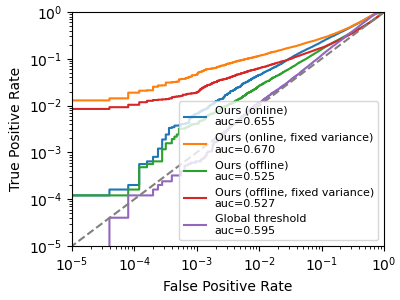 10⁰
10⁻¹
10⁻²
10⁻³
10⁻⁴
10⁻⁵
True Positive Rate
Ours (online)
auc=0.655
Ours (online, fixed variance)
auc=0.670
Ours (offline)
auc=0.525
Ours (offline, fixed variance)
auc=0.527
Global threshold
auc=0.595
10⁻⁵ 10⁻⁴ 10⁻³ 10⁻² 10⁻¹ 10⁰
False Positive Rate